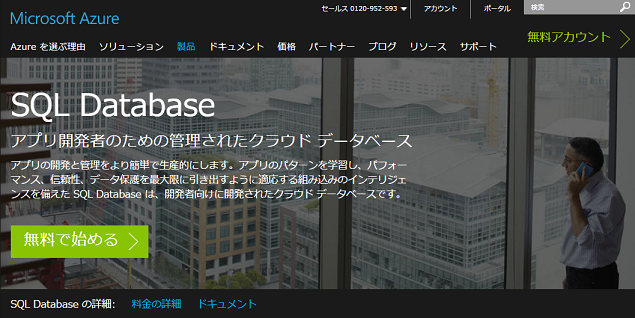 Microsoft Azure
セールス 0120-952-593 アカウント ポータル 検索
無料アカウント
Azure を選ぶ理由 ソリューション 製品 ドキュメント 価格 パートナー ブログ リソース サポート
SQL Database
アプリ開発者のための管理されたクラウド データベース
アプリの開発と管理をより簡単で生産的にします。アプリのパターンを学習し、パフォー
マンス、信頼性、データ保護を最大限に引き出すように適応する組み込みのインテリジェ
ンスを備えた SQL Database は、開発者向けに開発されたクラウド データベースです。
無料で始める
SQL Database の詳細: 料金の詳細 ドキュメント